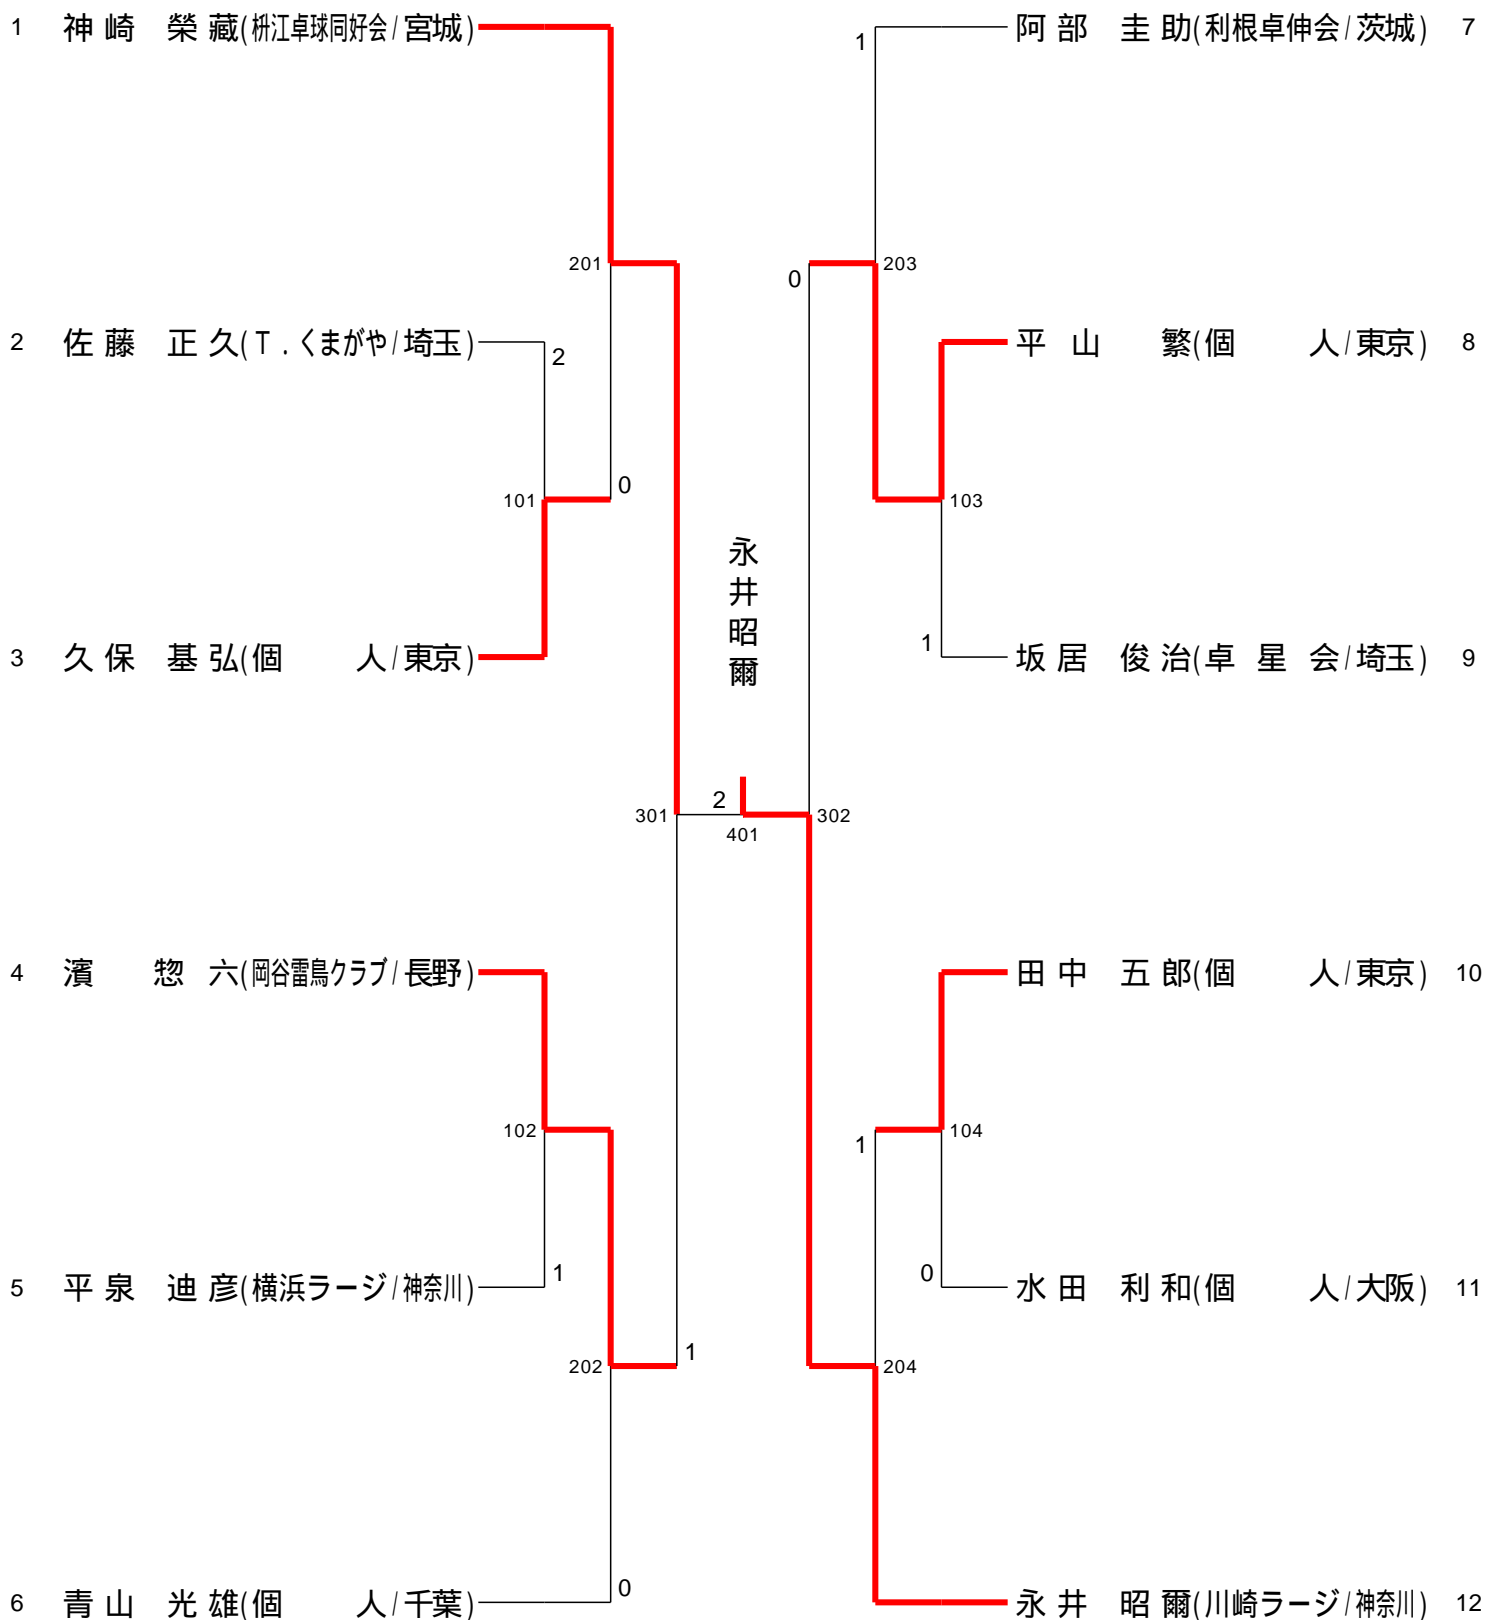 1 神崎 榮藏(枡江卓球同好会/宮城)
阿部 圭助(利根卓伸会/茨城) 7
1
201
203
0
2 佐藤 正久(T.くまがや/埼玉)
2
平山 繁(個 人/東京) 8
101
0
103
永井昭爾
3 久保 基弘(個 人/東京)
1
坂居 俊治(卓星会/埼玉) 9
301
2
401
302
4 濱 惣六(岡谷雷鳥クラブ/長野)
田中 五郎(個 人/東京) 10
102
1
104
5 平泉 迪彦(横浜ラージ/神奈川)
1
0
水田 利和(個 人/大阪) 11
202
1
204
6 青山 光雄(個 人/千葉)
0
永井 昭爾(川崎ラージ/神奈川) 12